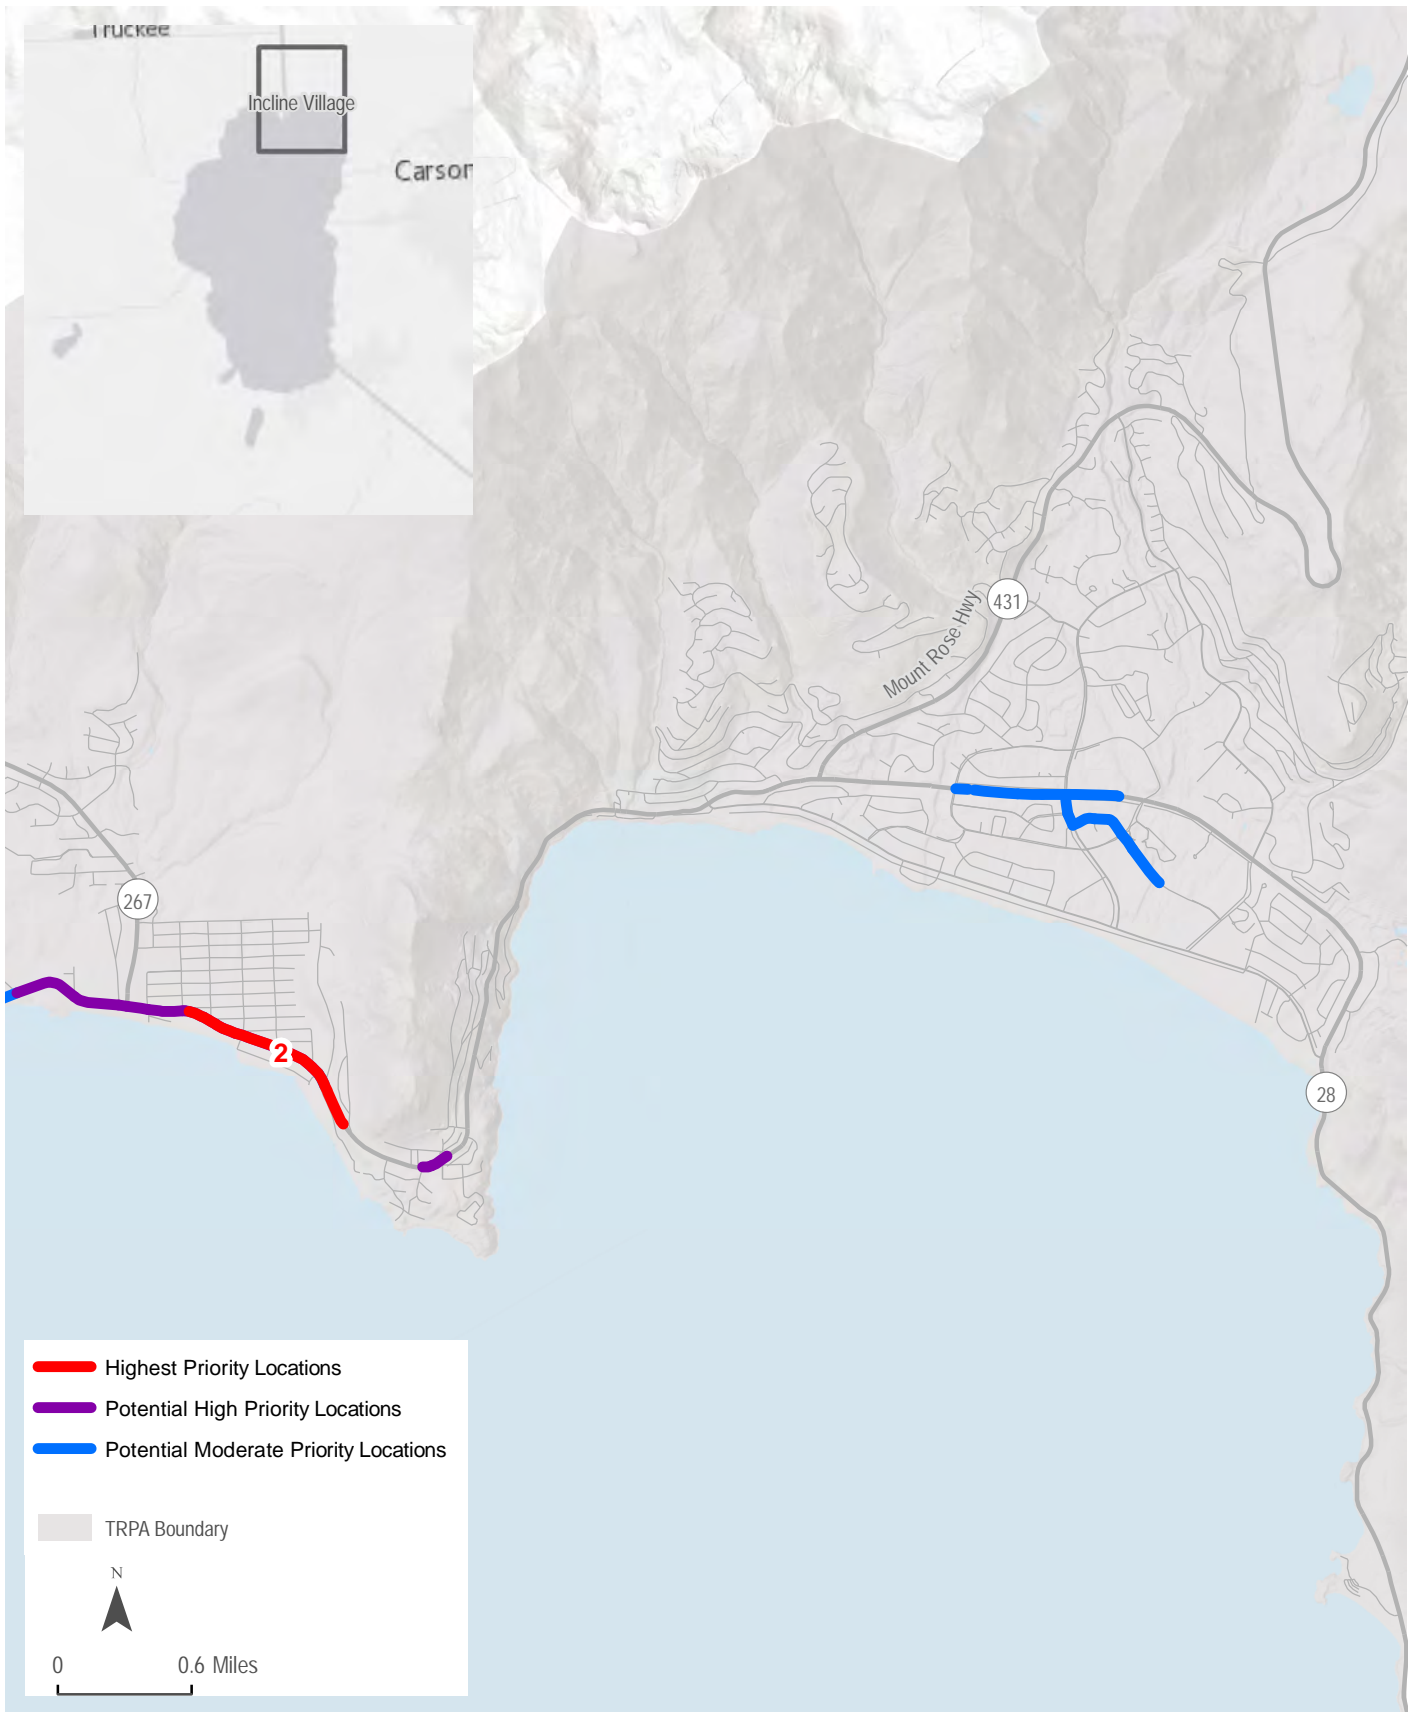 Truckee
Incline Village
Carson
431
Mount Rose Hwy
267
2
28
Highest Priority Locations
Potential High Priority Locations
Potential Moderate Priority Locations
TRPA Boundary
N
0 0.6 Miles